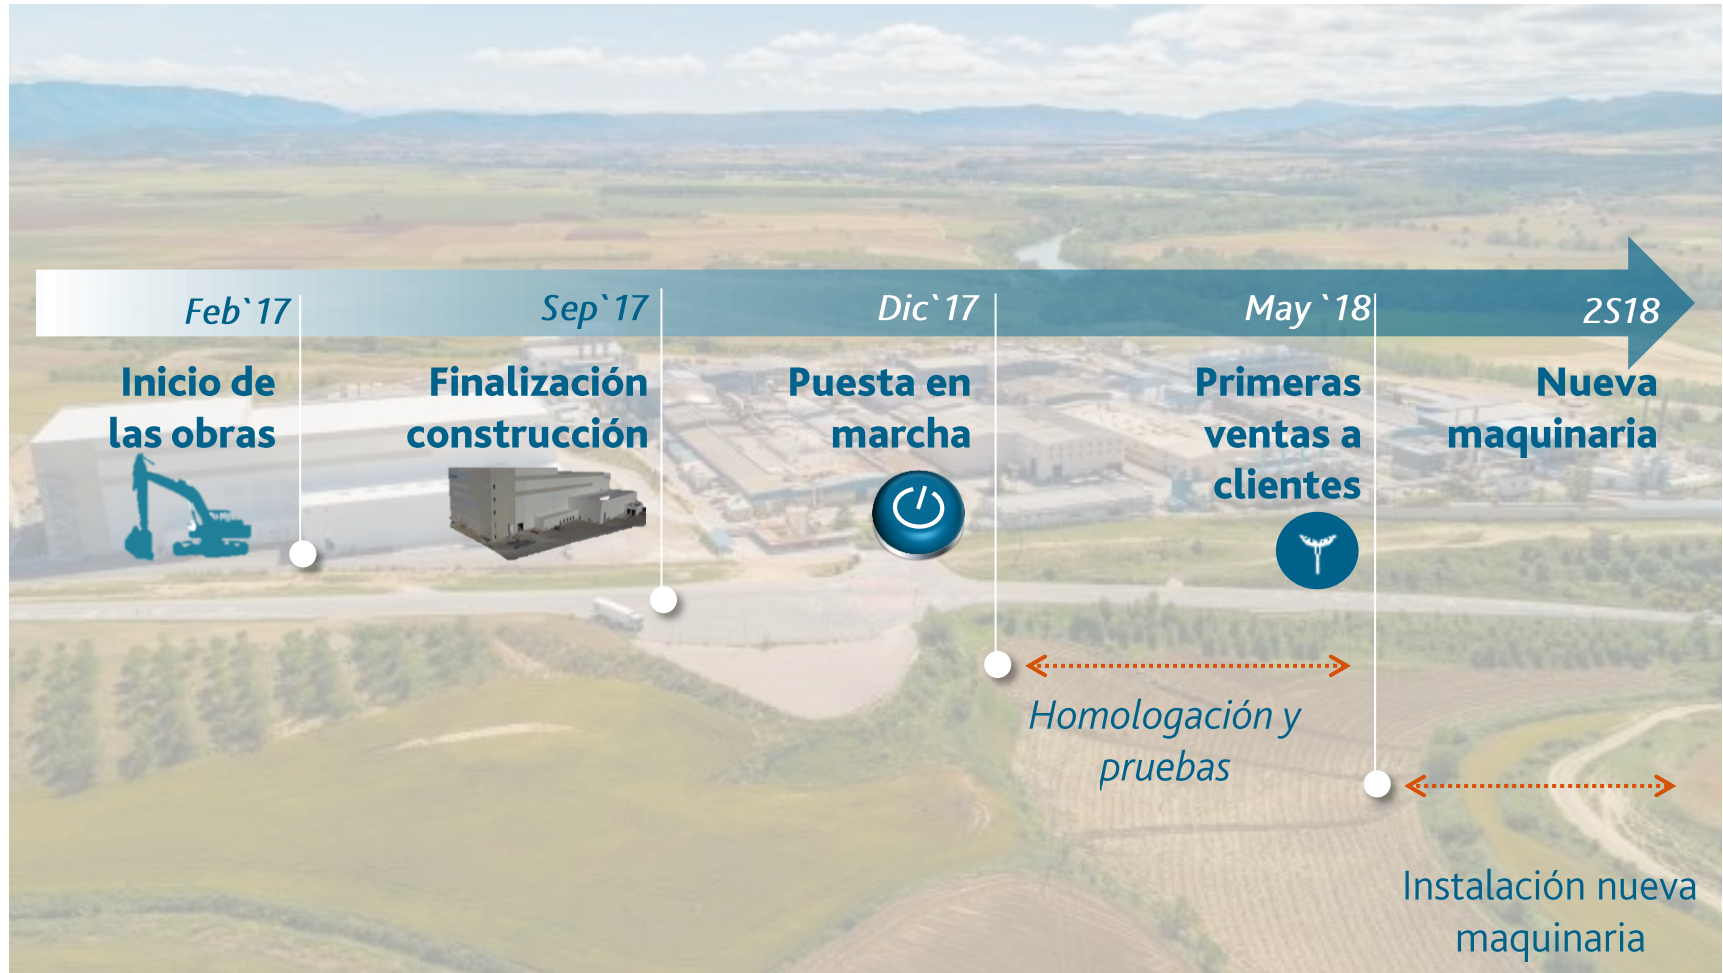 Feb`17
Sep`17
Dic`17
May `18
2S18
Inicio de
las obras
Finalización
construcción
Puesta en
marcha
Primeras
ventas a
clientes
Nueva
maquinaria
Homologación y
pruebas
Instalación nueva
maquinaria